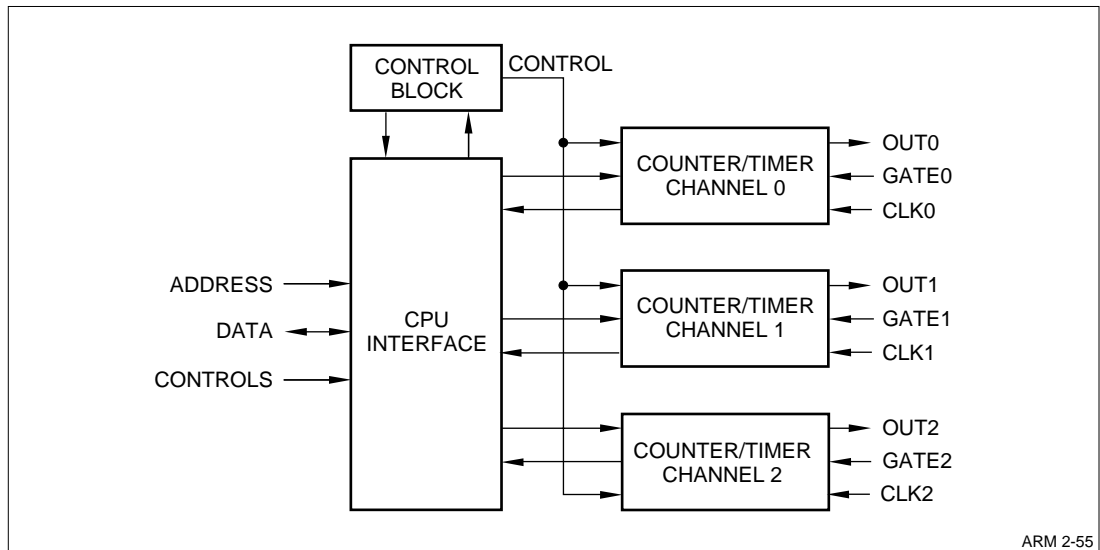 CONTROL
BLOCK
CONTROL
COUNTER/TIMER
CHANNEL 0
OUT0
GATE0
CLK0
ADDRESS
DATA
CONTROLS
CPU
INTERFACE
COUNTER/TIMER
CHANNEL 1
OUT1
GATE1
CLK1
COUNTER/TIMER
CHANNEL 2
OUT2
GATE2
CLK2
ARM 2-55